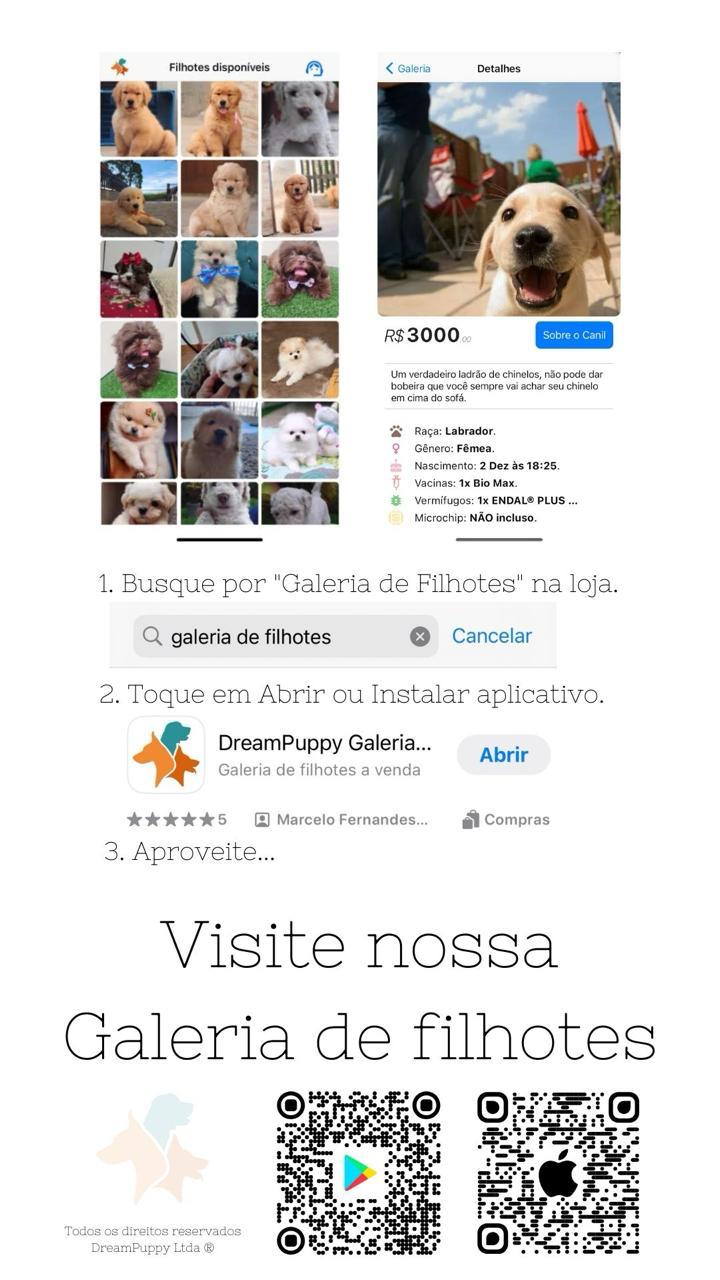 Filhotes disponíveis
Galeria
Detalhes
R$ 3000,00
Sobre o Canil
Um verdadeiro ladrão de chinelos, não pode dar
bobeira que você sempre vai achar seu chinelo
em cima do sofá.
Raça: Labrador.
Gênero: Fêmea.
Nascimento: 2 Dez às 18:25.
Vacinas: 1x Bio Max.
Vermífugos: 1x ENDAL® PLUS ...
Microchip: NÃO incluso.
1. Busque por "Galeria de Filhotes" na loja.
galeria de filhotes
Cancelar
2. Toque em Abrir ou Instalar aplicativo.
DreamPuppy Galeria...
Galeria de filhotes a venda
Abrir
5
Marcelo Fernandes...
Compras
3. Aproveite...
Visite nossa
Galeria de filhotes
Todos os direitos reservados
DreamPuppy Ltda ®